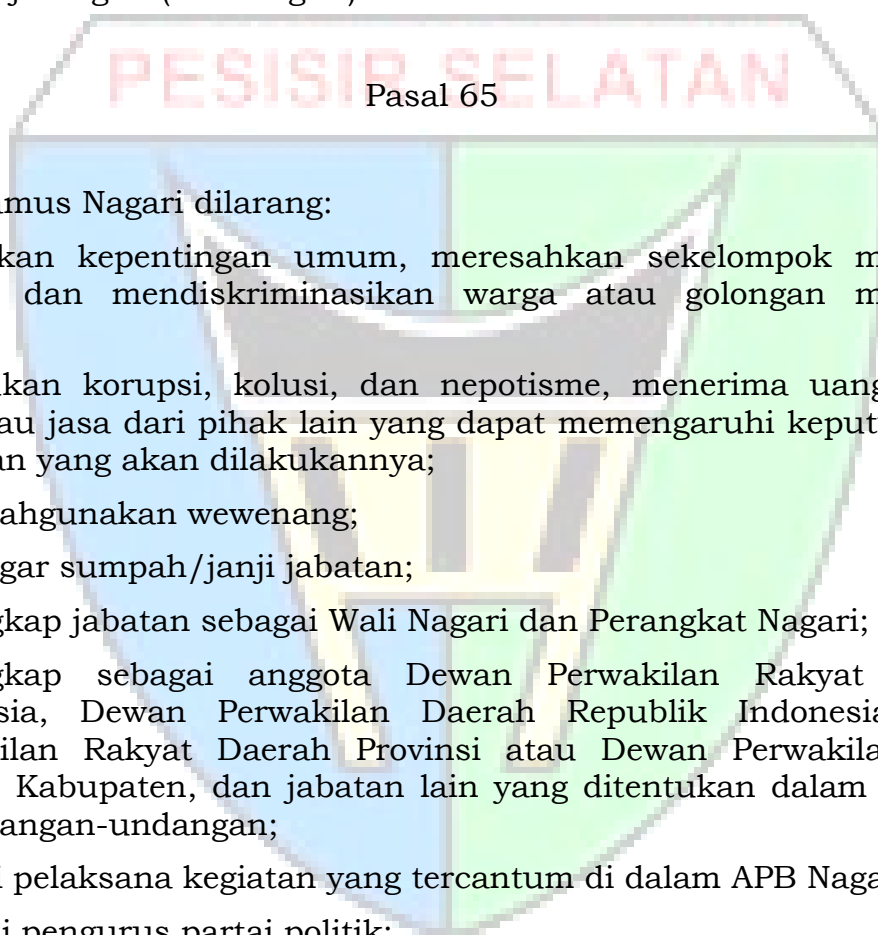 PESISIR SELATAN
Pasal 65
amus Nagari dilarang:
kan kepentingan umum, meresahkan sekelompok m
dan mendiskriminasikan warga atau golongan m
kan korupsi, kolusi, dan nepotisme, menerima uang
au jasa dari pihak lain yang dapat memengaruhi keput
an yang akan dilakukannya;
ahgunakan wewenang;
gar sumpah/janji jabatan;
gkap jabatan sebagai Wali Nagari dan Perangkat Nagari;
gkap sebagai anggota Dewan Perwakilan Rakyat
sia, Dewan Perwakilan Daerah Republik Indonesia
ilan Rakyat Daerah Provinsi atau Dewan Perwakila
Kabupaten, dan jabatan lain yang ditentukan dalam
angan-undangan;
i pelaksana kegiatan yang tercantum di dalam APB Naga
i pengurus partai politik;